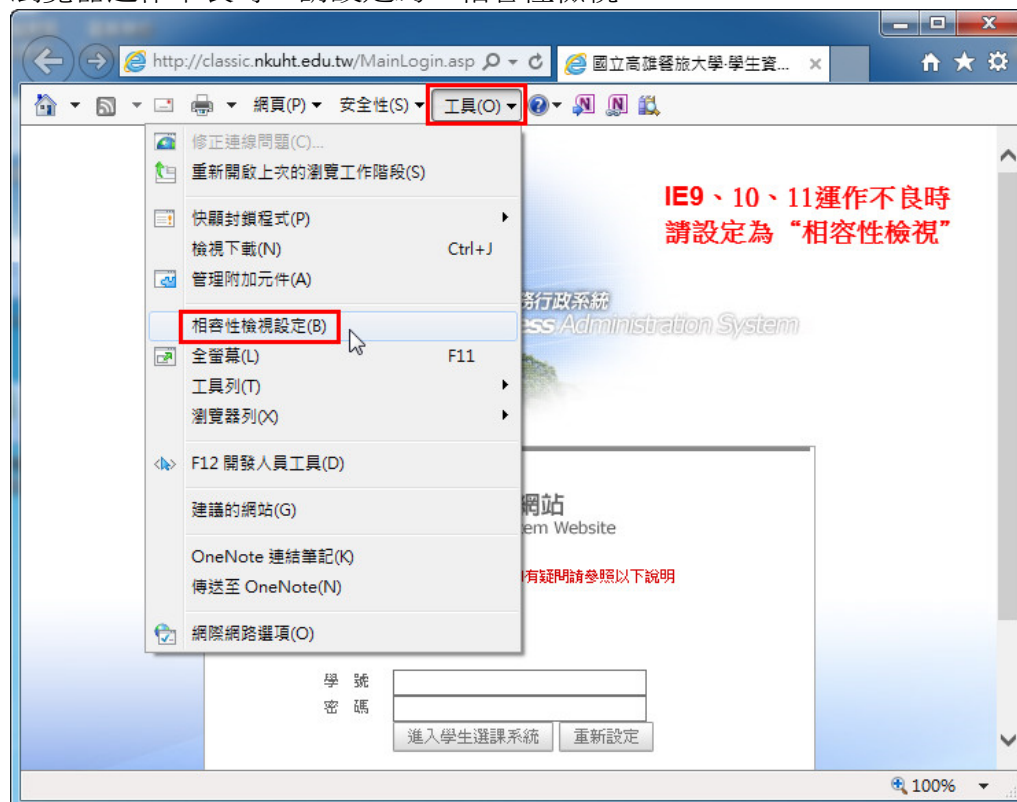 http://classic.nkuht.edu.tw/MainLogin.asp
國立高雄餐旅大學-學生資...
網頁(P)
安全性(S)
工具(O)
修正連線問題(C)...
重新開啟上次的瀏覽工作階段(S)
IE9、10、11運作不良時
請設定為“相容性檢視”
快顯封鎖程式(P)
檢視下載(N) Ctrl+J
管理附加元件(A)
務行政系統
ess Administration System
相容性檢視設定(B)
全螢幕(L) F11
工具列(T)
瀏覽器列(X)
F12 開發人員工具(D)
建議的網站(G)
網站
em Website
OneNote 連結筆記(K)
有疑問請參照以下說明
傳送至 OneNote(N)
網際網路選項(O)
學 號
密 碼
進入學生選課系統 重新設定
100%